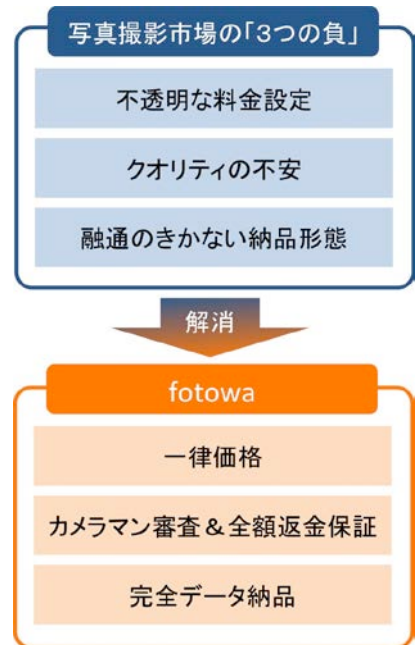 写真撮影市場の「３つの負」
不透明な料金設定
クオリティの不安
融通のきかない納品形態
解消
fotowa
一律価格
カメラマン審査＆全額返金保証
完全データ納品